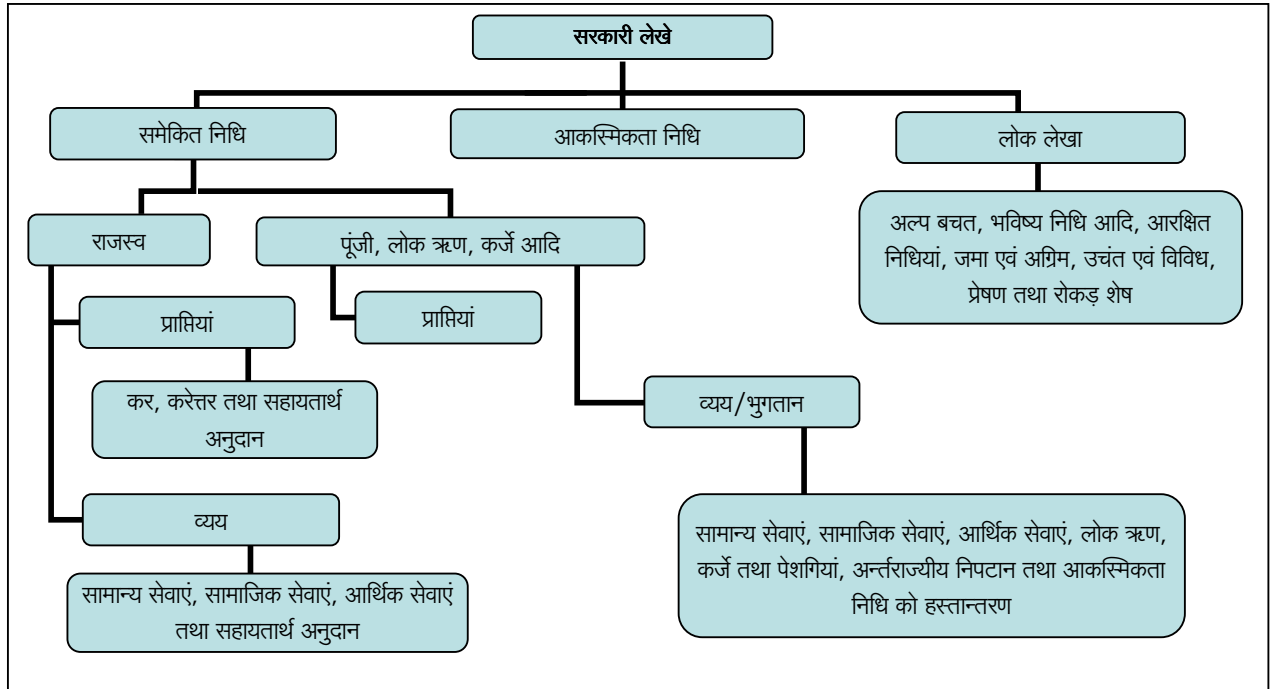 सरकारी लेखे
समेकित निधि
आकस्मिकता निधि
लोक लेखा
राजस्व
पूंजी, लोक ऋण, कर्जे आदि
अल्प बचत, भविष्य निधि आदि, आरक्षित
निधियां, जमा एवं अग्रिम, उचंत एवं विविध,
प्रेषण तथा रोकड़ शेष
प्राप्तियां
प्राप्तियां
कर, करेत्तर तथा सहायतार्थ
अनुदान
व्यय/भुगतान
व्यय
सामान्य सेवाएं, सामाजिक सेवाएं, आर्थिक सेवाएं
तथा सहायतार्थ अनुदान
सामान्य सेवाएं, सामाजिक सेवाएं, आर्थिक सेवाएं, लोक ऋण,
कर्जे तथा पेशगियां, अर्न्तराज्यीय निपटान तथा आकस्मिकता
निधि को हस्तान्तरण